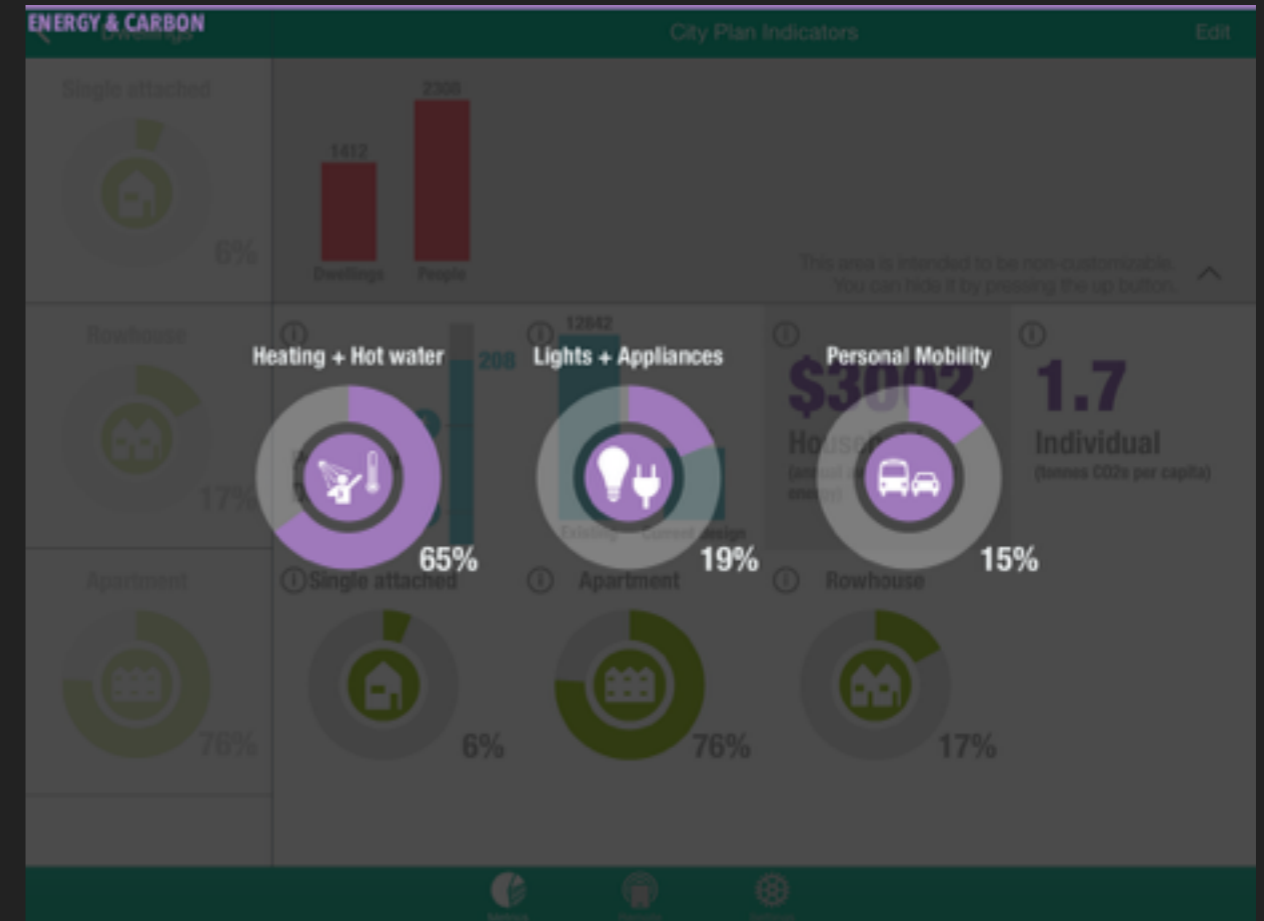 ENERGY & CARBON
Dwellings
City Plan Indicators
Edit
Single attached
6%
2308
1412
Dwellings
People
This area is intended to be non-customizable.
You can hide it by pressing the up button.
Rowhouse
17%
Heating + Hot water
65%
208
12842
Lights + Appliances
19%
Existing
Current design
Personal Mobility
15%
$3002
1.7
Individual
(tonnes CO2e per capita)
Apartment
76%
Single attached
6%
Apartment
76%
Rowhouse
17%